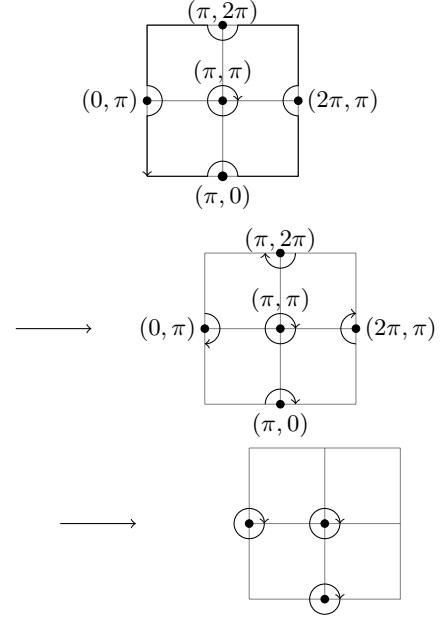 (π, 2π)
(π, π)
(0, π)
(2π, π)
(π, 0)
(π, 2π)
(π, π)
(0, π)
(2π, π)
(π, 0)